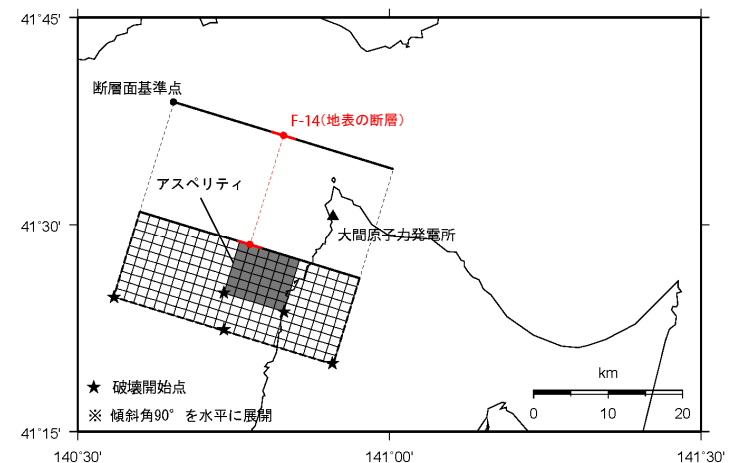 41°45'
断層面基準点
F-14(地表の断層)
アスペリティ
41°30'
大間原子力発電所
km
★ 破壊開始点
0 10 20
※ 傾斜角90° を水平に展開
41°15'
140°30' 141°00' 141°30'